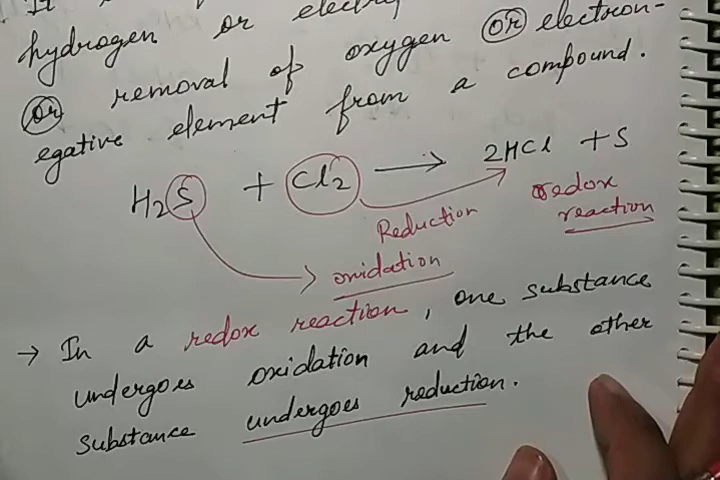 hydrogen or
(or) removal of oxygen (or) electron-
egative element from a compound.
H2S + Cl2 → 2HCl + S
Reduction redox
oxidation reaction
→ In a redox reaction, one substance
undergoes oxidation and the other
substance undergoes reduction.